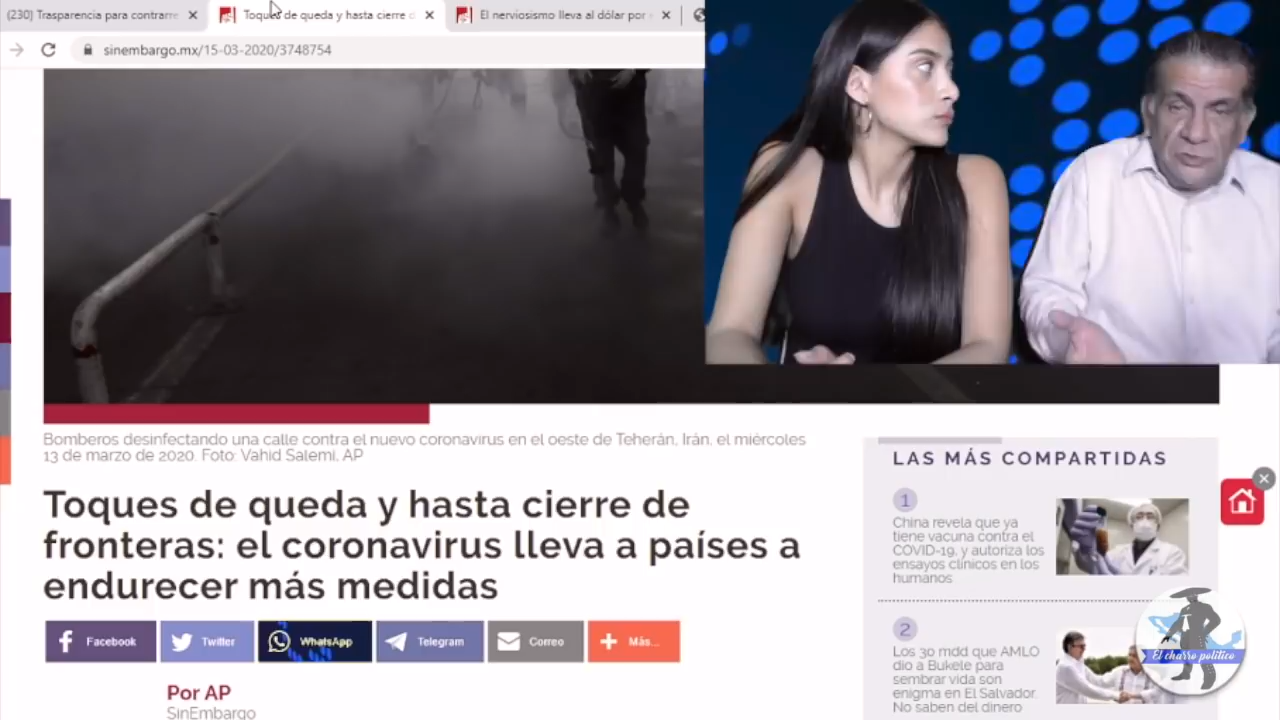 (230) Trasparencia para contrarre
Toques de queda y hasta cierre d
El nerviosismo lleva al dólar por
sinembargo.mx/15-03-2020/3748754
Bomberos desinfectando una calle contra el nuevo coronavirus en el oeste de Teherán, Irán, el miércoles
13 de marzo de 2020. Foto: Vahid Salemi, AP
Toques de queda y hasta cierre de
fronteras: el coronavirus lleva a países a
endurecer más medidas
Facebook
Twitter
WhatsApp
Telegram
Correo
Más...
Por AP
SinEmbargo
LAS MÁS COMPARTIDAS
1
China revela que ya
tiene vacuna contra el
COVID-19, y autoriza los
ensayos clínicos en los
humanos
2
Los 30 mdd que AMLO
dio a Bukele para
sembrar vida son
enigma en El Salvador.
No saben del dinero
El charro político